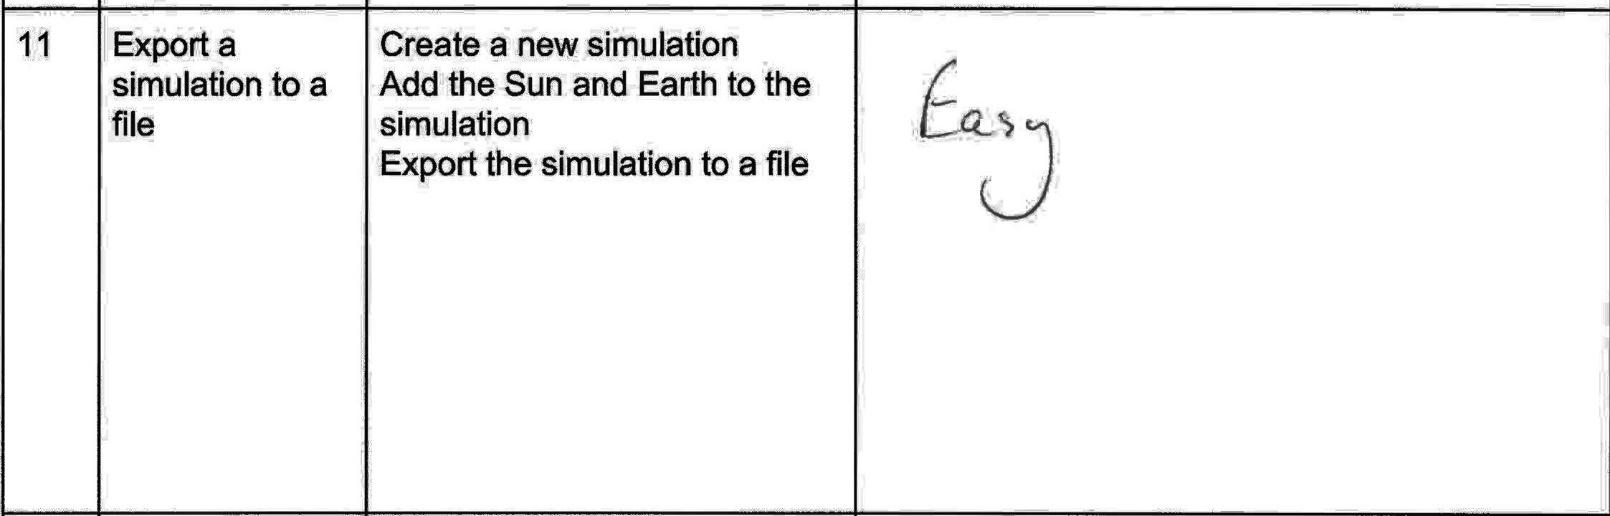 11
Export a
simulation to a
file
Create a new simulation
Add the Sun and Earth to the
simulation
Export the simulation to a file
Easy